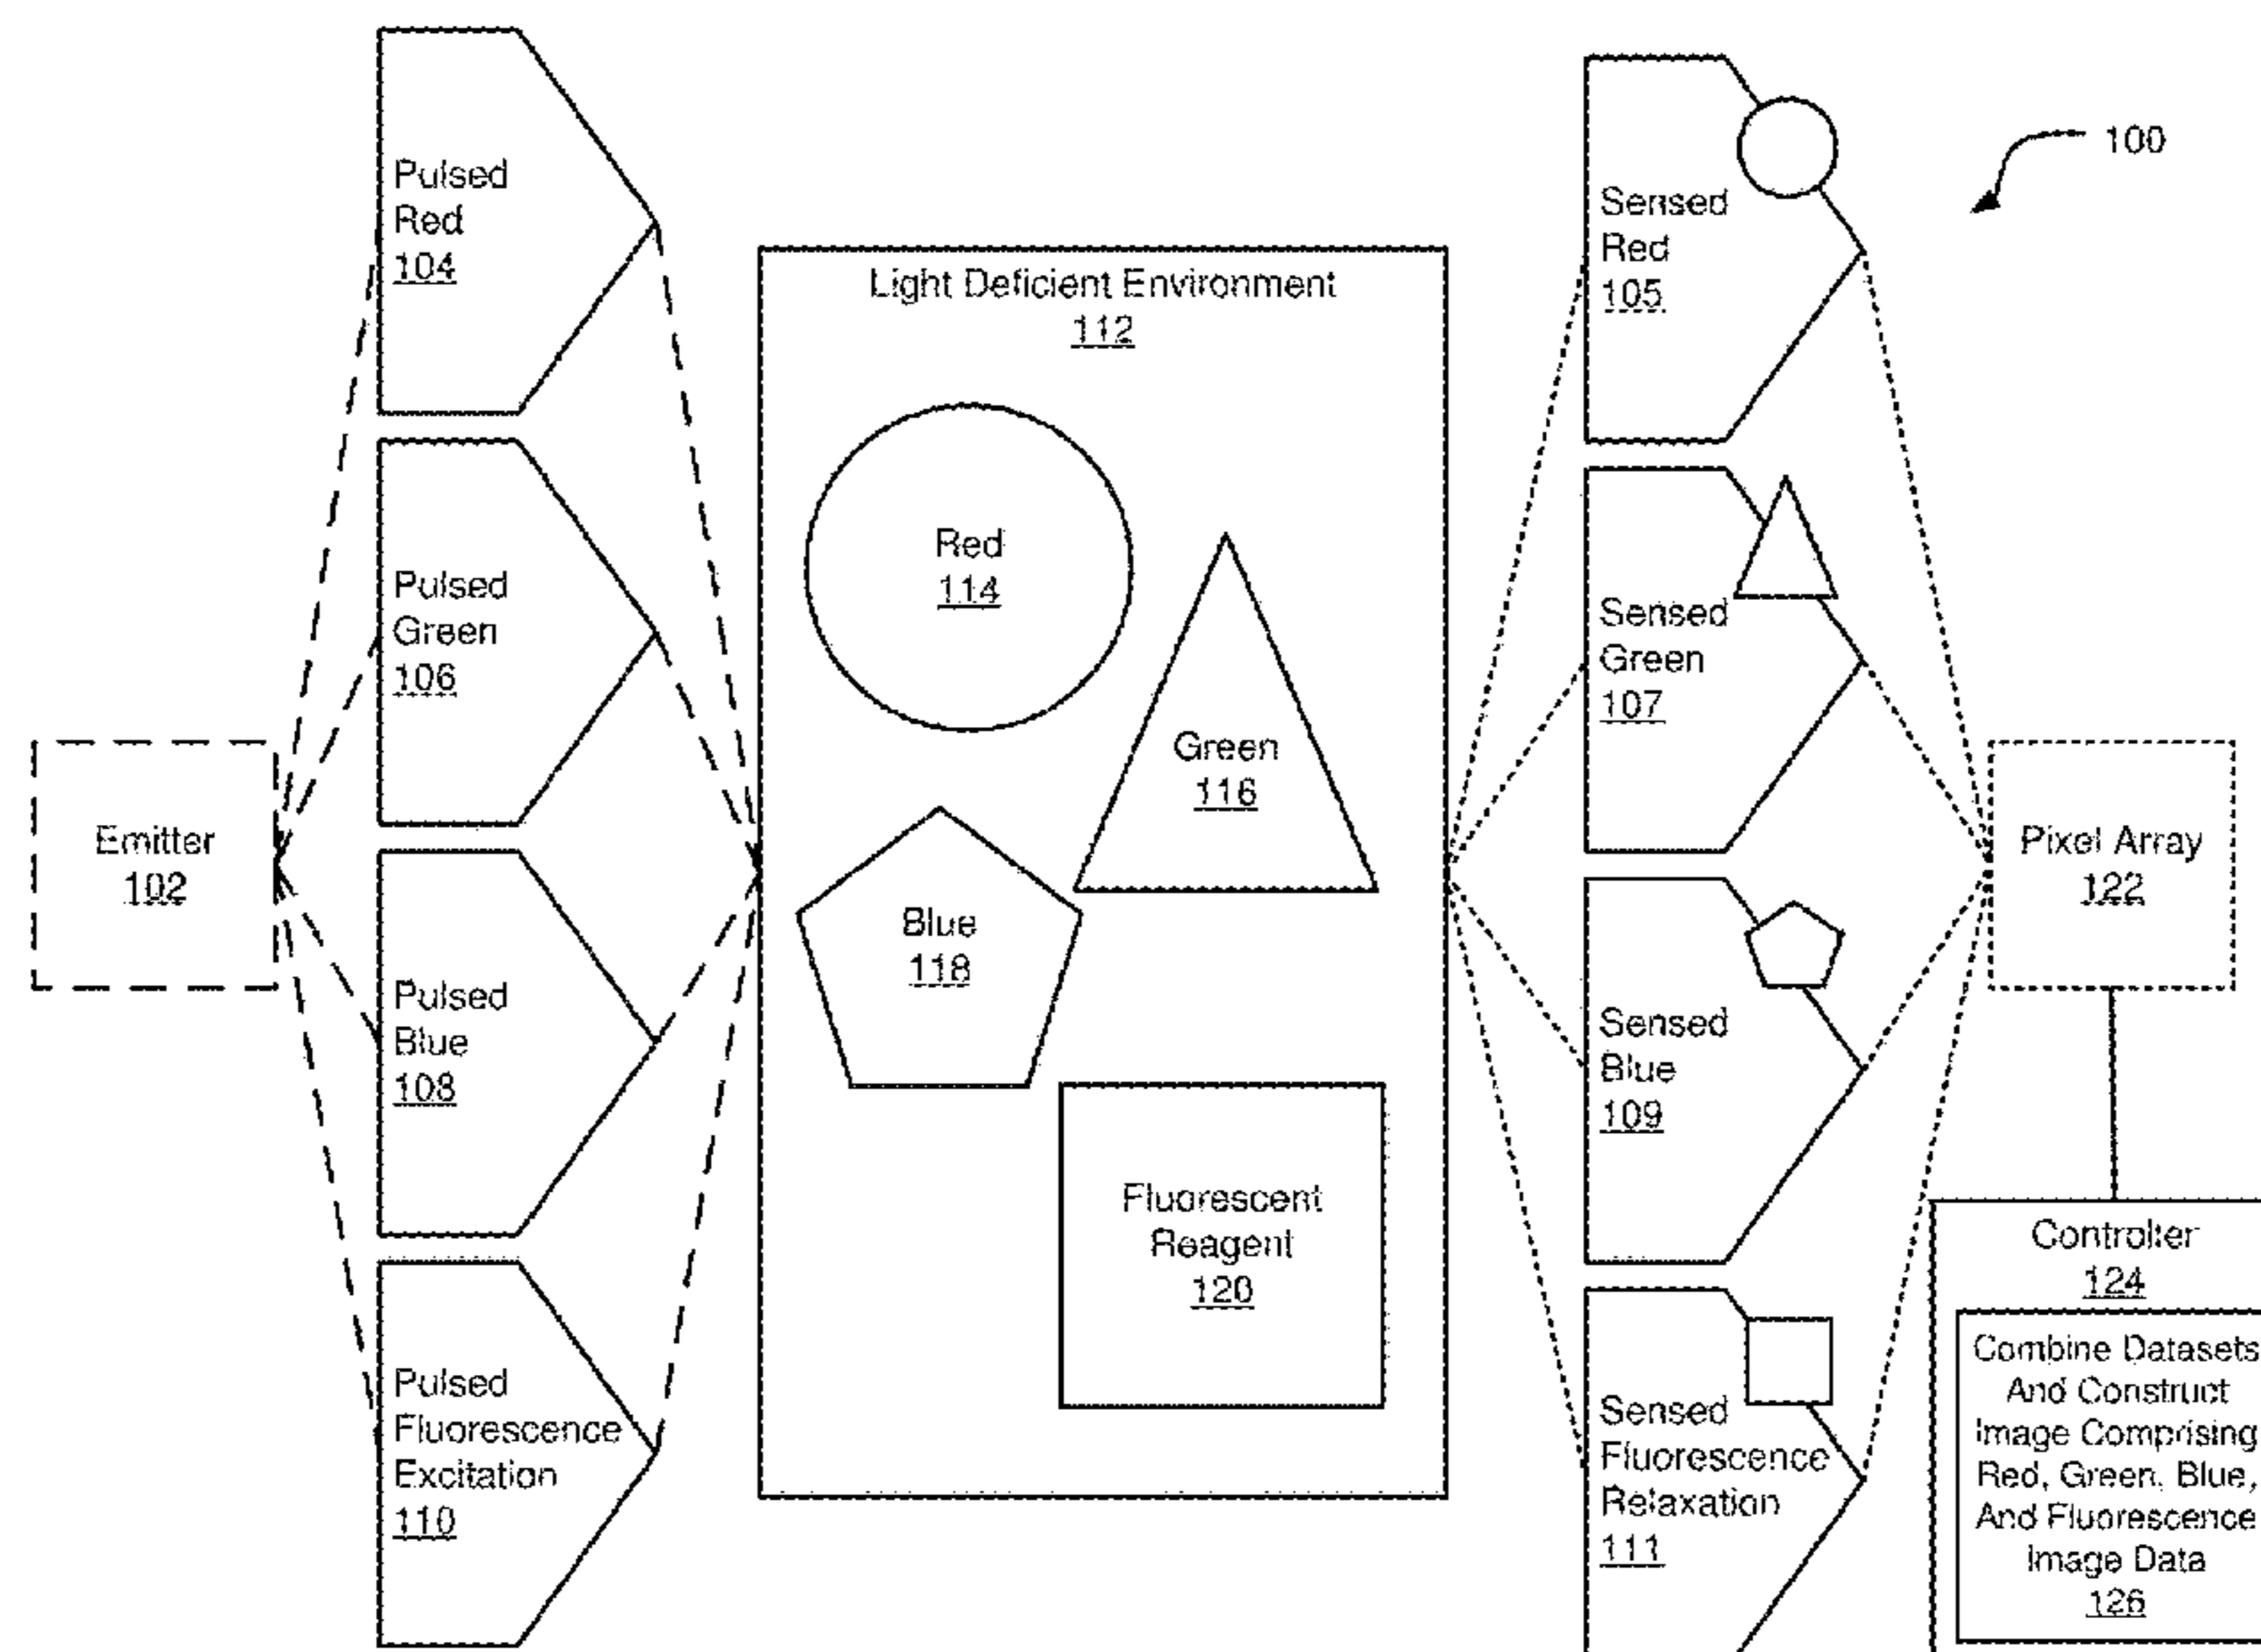 Pulsed
Red
104
Pulsed
Green
106
Pulsed
Blue
108
Pulsed
Fluorescence
Excitation
110
Emitter
102
Light Deficient Environment
112
Red
114
Green
116
Blue
118
Fluorescent
Reagent
120
Sensed
Red
105
Sensed
Green
107
Sensed
Blue
109
Sensed
Fluorescence
Relaxation
111
100
Pixel Array
122
Controller
124
Combine Datasets
And Construct
Image Comprising
Red, Green, Blue,
And Fluorescence
Image Data
126